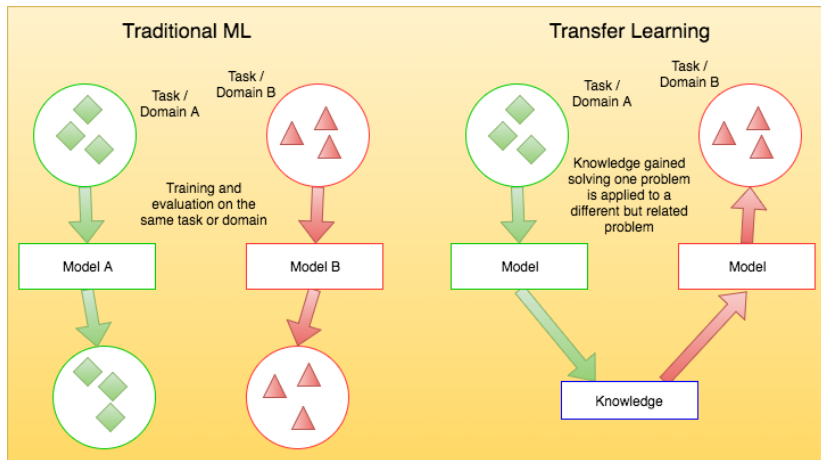 Traditional ML
Task /
Domain A
Task /
Domain B
Training and
evaluation on the
same task or domain
Model A
Model B
Transfer Learning
Task /
Domain A
Task /
Domain B
Knowledge gained
solving one problem
is applied to a
different but related
problem
Model
Model
Knowledge